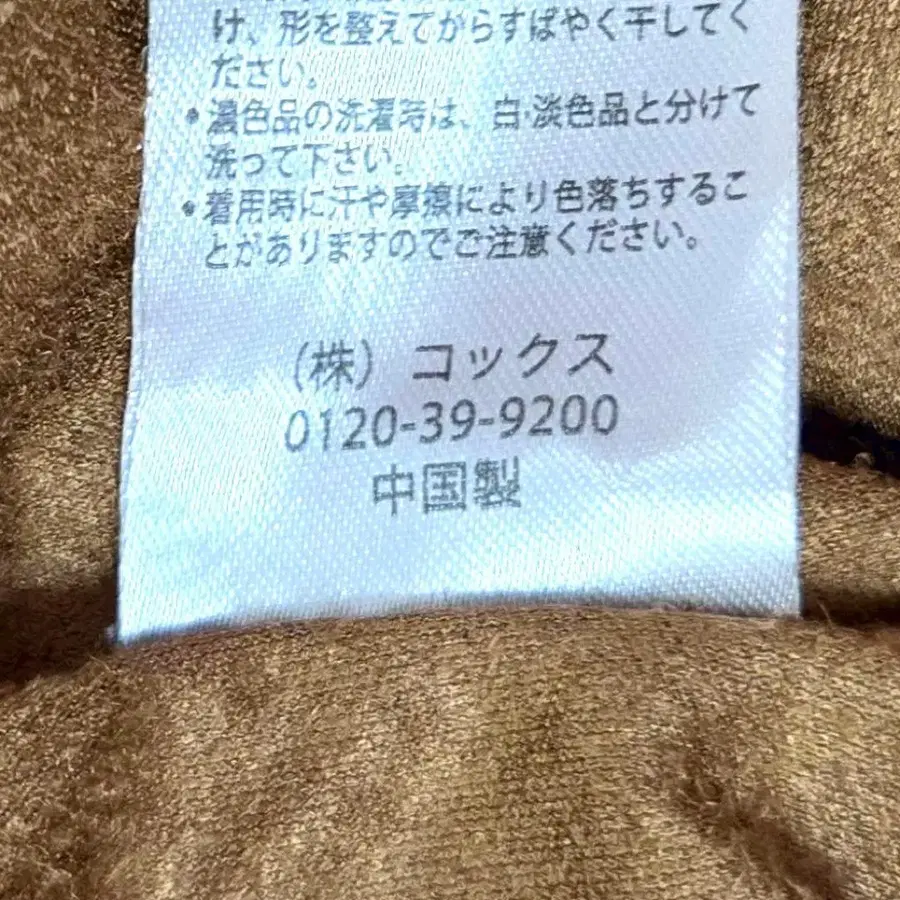 け、形を整えてからすばやく干してく
ださい。
•濃色品の洗濯時は、白・淡色品と分けて
洗って下さい。
•着用時に汗や摩擦により色落ちするこ
とがありますのでご注意ください。
(株) コックス
0120-39-9200
中国製